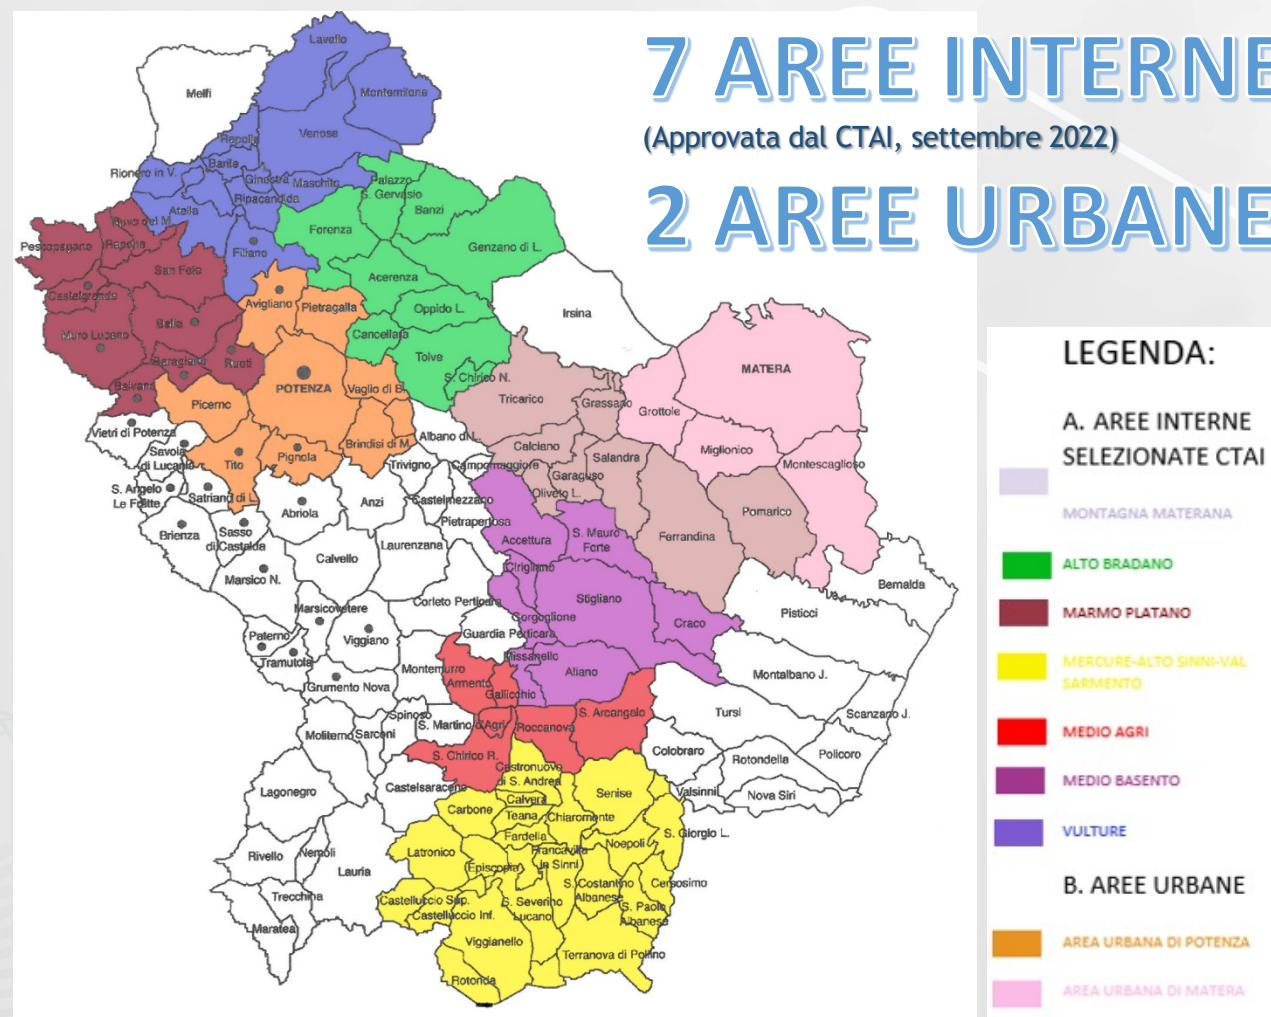 7 AREE INTERNE
(Approvata dal CTAI, settembre 2022)
2 AREE URBANE
Lavello
Melfi
Montemilone
Venosa
Rapolla
Barile
Rionero in V.
Ginestra
Maschito
Ripacandida
Atella
Filiano
Palazzo
S. Gervasio
Banzi
Forenza
Genzano di L.
Ruvo del M.
Pescopagano
Rapone
San Fele
Castelgrande
Bella
Muro Lucano
Baragiano
Ruoti
Balvano
Acerenza
Oppido L.
Cancellara
Tolve
S. Chirico N.
Irsina
Avigliano
Pietragalla
POTENZA
Vaglio di B.
Picerno
Brindisi di M.
Tito
Pignola
MATERA
Tricarico
Grassano
Grottole
Miglionico
Montescaglioso
Calciano
Salandra
Garaguso
Oliveto L.
Ferrandina
Pomarico
Vietri di Potenza
Savoia
di Lucania
S. Angelo
Le Fratte
Satriano di L.
Albano di L.
Trivigno
Campomaggiore
Castelmezzano
Pietrapertosa
Anzi
Abriola
Brienza
Sasso
di Castalda
Calvello
Laurenzana
Marsico N.
Accettura
S. Mauro
Forte
Cirigliano
Stigliano
Gorgoglione
Craco
Missanello
Aliano
Bernalda
Pisticci
Corleto Perticara
Guardia Perticara
Marsicovetere
Paterno
Viggiano
Tramutola
Montemurro
Armento
Gallicchio
Grumento Nova
Montalbano J.
Tursi
Scanzano J.
Spinoso
S. Martino d'Agri
Roccanova
S. Arcangelo
Moliterno
Sarconi
S. Chirico R.
Colobraro
Rotondella
Policoro
Castelsaraceno
Castronuovo
di S. Andrea
Senise
Valsinni
Nova Siri
Lagonegro
Carbone
Calvera
Teana
Chiaromonte
Fardella
S. Giorgio L.
Noepoli
Rivello
Nemoli
Lauria
Latronico
Episcopia
Francavilla
in Sinni
S. Costantino
Albanese
Cersosimo
Trecchina
Maratea
Castelluccio Sup.
Castelluccio Inf.
S. Severino
Lucano
S. Paolo
Albanese
Viggianello
Terranova di Pollino
Rotonda
LEGENDA:
A. AREE INTERNE
SELEZIONATE CTAI
MONTAGNA MATERANA
ALTO BRADANO
MARMO PLATANO
MERCURE-ALTO SINNI-VAL
SARMENTO
MEDIO AGRI
MEDIO BASENTO
VULTURE
B. AREE URBANE
AREA URBANA DI POTENZA
AREA URBANA DI MATERA